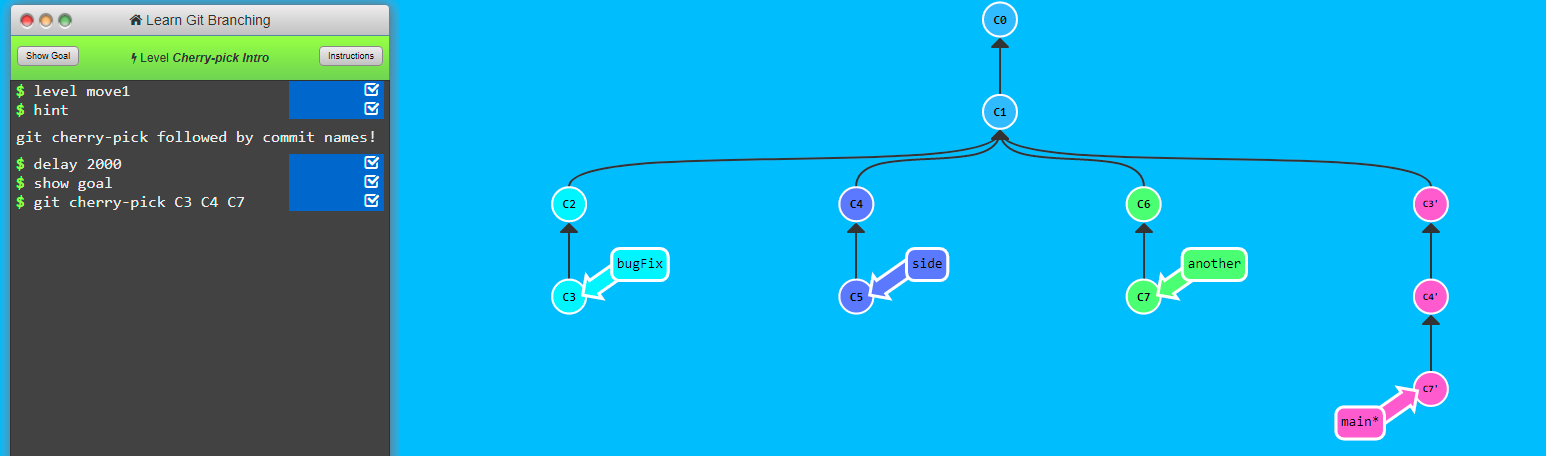 Learn Git Branching
Show Goal
Level Cherry-pick Intro
Instructions
$ level move1
$ hint
git cherry-pick followed by commit names!
$ delay 2000
$ show goal
$ git cherry-pick C3 C4 C7
C0
C1
C2
C4
C6
C3'
bugFix
side
another
C3
C5
C7
C4'
C7'
main*